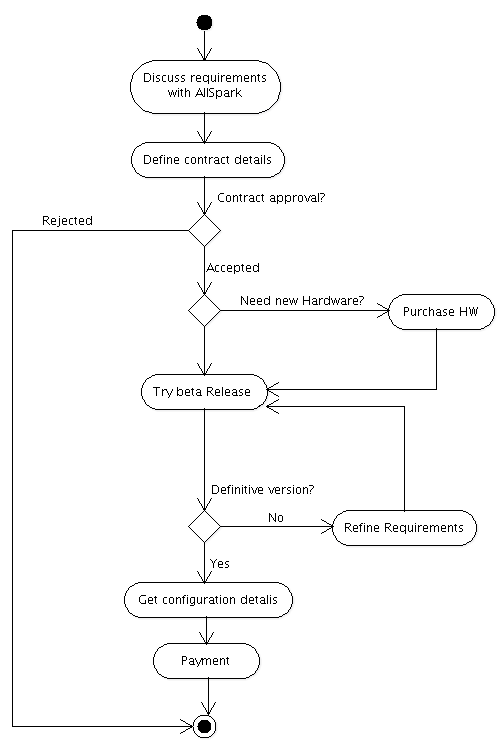 Discuss requirements
with AllSpark
Define contract details
Contract approval?
Rejected
Accepted
Need new Hardware?
Purchase HW
Try beta Release
Definitive version?
No
Refine Requirements
Yes
Get configuration detalis
Payment